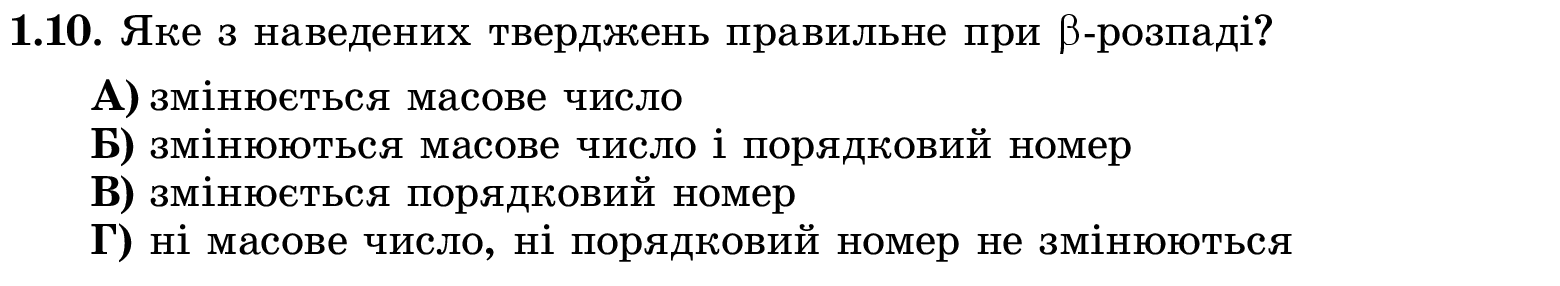 1.10. Яке з наведених тверджень правильне при β-розпаді?
А) змінюється масове число
Б) змінюються масове число і порядковий номер
В) змінюється порядковий номер
Г) ні масове число, ні порядковий номер не змінюються